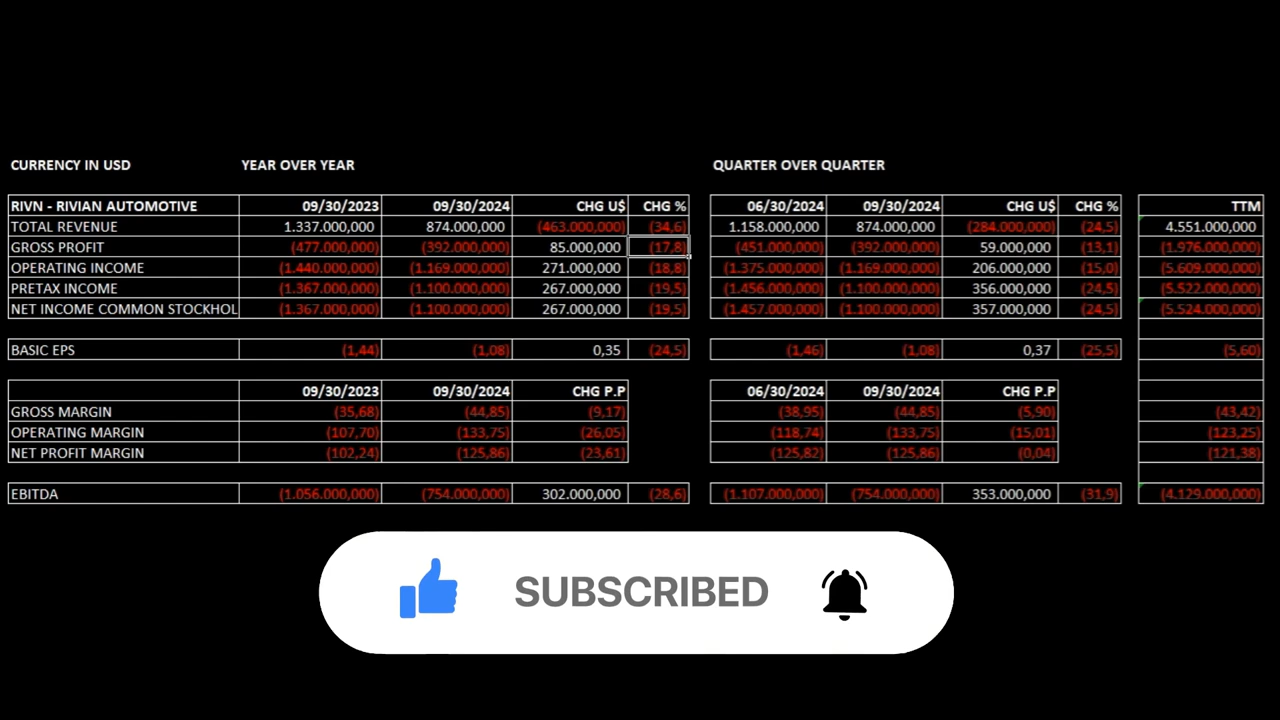 CURRENCY IN USD YEAR OVER YEAR QUARTER OVER QUARTER
RIVN - RIVIAN AUTOMOTIVE 09/30/2023 09/30/2024 CHG U$ CHG % 06/30/2024 09/30/2024 CHG U$ CHG % TTM
TOTAL REVENUE 1.337.000,000 874.000,000 (463.000,000) (34,6) 1.158.000,000 874.000,000 (284.000,000) (24,5) 4.551.000,000
GROSS PROFIT (477.000,000) (392.000,000) 85.000,000 (17,8) (451.000,000) (392.000,000) 59.000,000 (13,1) (1.976.000,000)
OPERATING INCOME (1.440.000,000) (1.169.000,000) 271.000,000 (18,8) (1.375.000,000) (1.169.000,000) 206.000,000 (15,0) (5.609.000,000)
PRETAX INCOME (1.367.000,000) (1.100.000,000) 267.000,000 (19,5) (1.456.000,000) (1.100.000,000) 356.000,000 (24,5) (5.522.000,000)
NET INCOME COMMON STOCKHOL (1.367.000,000) (1.100.000,000) 267.000,000 (19,5) (1.457.000,000) (1.100.000,000) 357.000,000 (24,5) (5.524.000,000)
BASIC EPS (1,44) (1,08) 0,35 (24,5) (1,46) (1,08) 0,37 (25,5) (5,60)
09/30/2023 09/30/2024 CHG P.P 06/30/2024 09/30/2024 CHG P.P
GROSS MARGIN (35,68) (44,85) (9,17) (38,95) (44,85) (5,90) (43,42)
OPERATING MARGIN (107,70) (133,75) (26,05) (118,74) (133,75) (15,01) (123,25)
NET PROFIT MARGIN (102,24) (125,86) (23,61) (125,82) (125,86) (0,04) (121,38)
EBITDA (1.056.000,000) (754.000,000) 302.000,000 (28,6) (1.107.000,000) (754.000,000) 353.000,000 (31,9) (4.129.000,000)
SUBSCRIBED